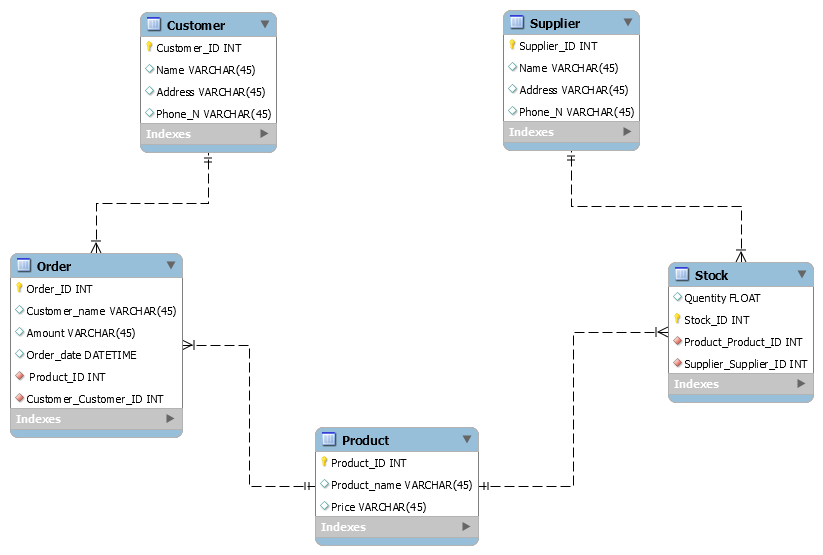 Customer
Customer_ID INT
Name VARCHAR(45)
Address VARCHAR(45)
Phone_N VARCHAR(45)
Indexes
Supplier
Supplier_ID INT
Name VARCHAR(45)
Address VARCHAR(45)
Phone_N VARCHAR(45)
Indexes
Order
Order_ID INT
Customer_name VARCHAR(45)
Amount VARCHAR(45)
Order_date DATETIME
Product_ID INT
Customer_Customer_ID INT
Indexes
Stock
Quentity FLOAT
Stock_ID INT
Product_Product_ID INT
Supplier_Supplier_ID INT
Indexes
Product
Product_ID INT
Product_name VARCHAR(45)
Price VARCHAR(45)
Indexes